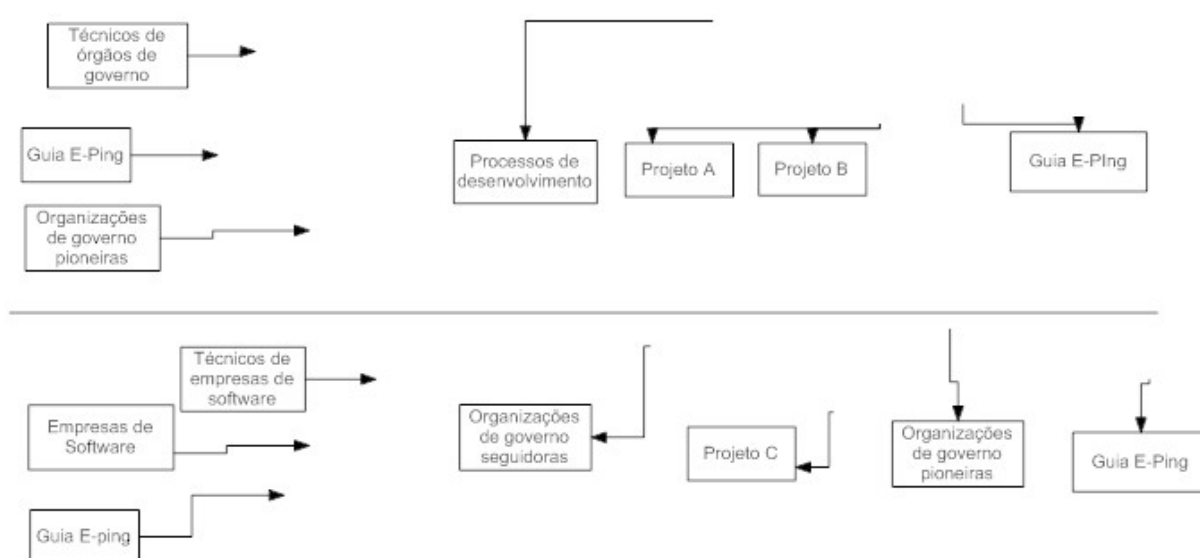 Técnicos de
órgãos de
governo
Guia E-Ping
Processos de
desenvolvimento
Projeto A
Projeto B
Guia E-PIng
Organizações
de governo
pioneiras
Técnicos de
empresas de
software
Empresas de
Software
Organizações
de governo
seguidoras
Projeto C
Organizações
de governo
pioneiras
Guia E-Ping
Guia E-ping